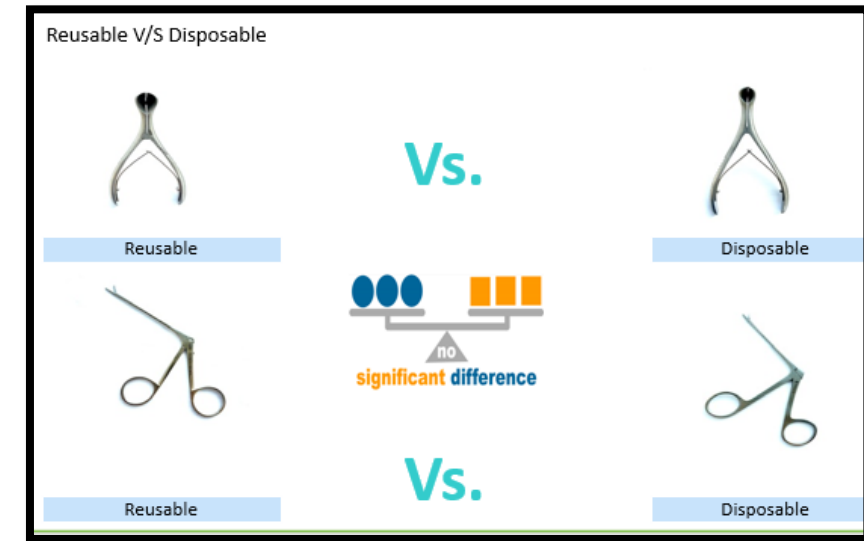 Reusable V/S Disposable
Vs.
Reusable
Disposable
no
significant difference
Vs.
Reusable
Disposable